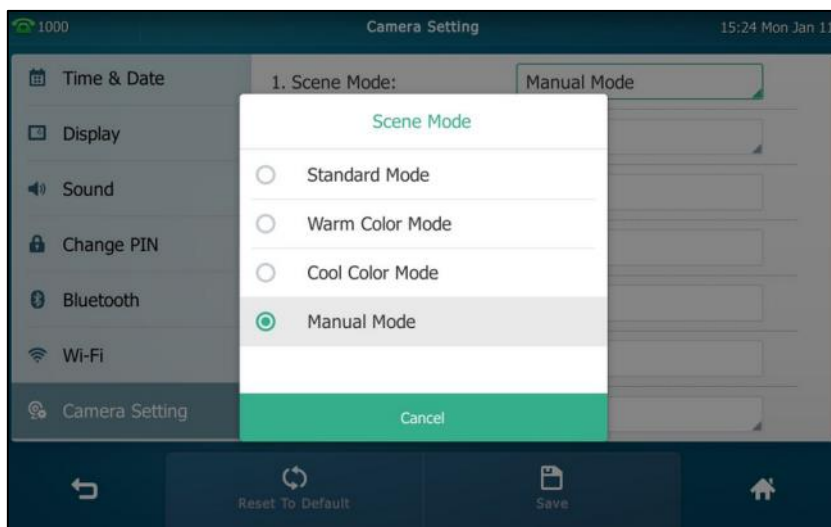 1000 Camera Setting 15:24 Mon Jan 11
Time & Date 1. Scene Mode: Manual Mode
Scene Mode
Display
Standard Mode
Sound
Warm Color Mode
Change PIN
Cool Color Mode
Bluetooth
Manual Mode
Wi-Fi
Camera Setting
Cancel
Reset To Default Save